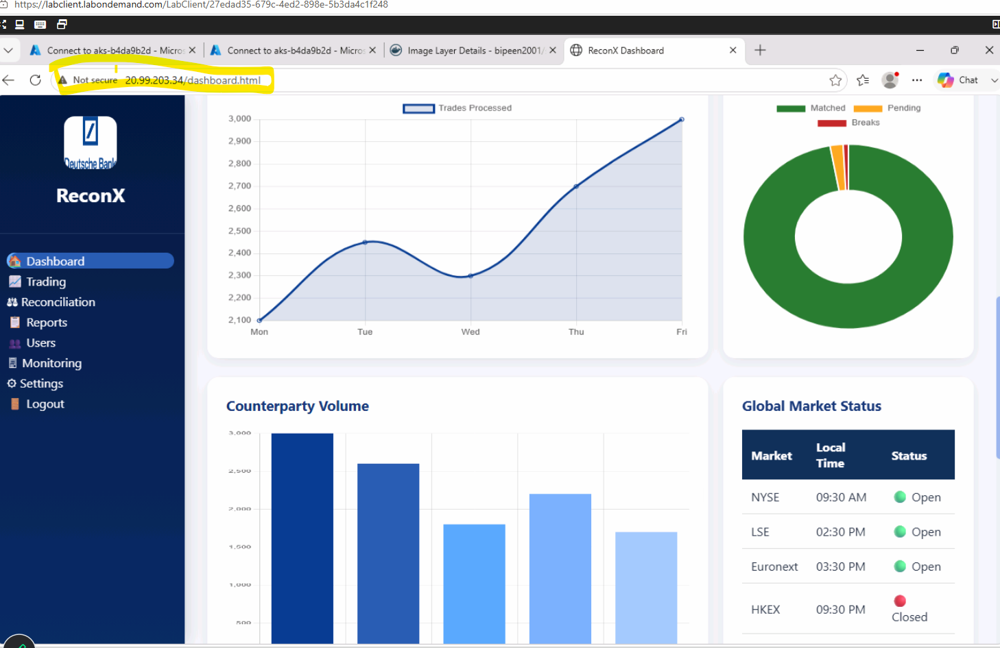 https://labclient.labondemand.com/LabClient/27edad35-679c-4ed2-898e-5b3da4c1f248
Connect to aks-b4da9b2d - Micros
Connect to aks-b4da9b2d - Micros
Image Layer Details - bipeen2001/
ReconX Dashboard
Not secure 20.99.203.34/dashboard.html
Chat
Deutsche Bank
ReconX
Dashboard
Trading
Reconciliation
Reports
Users
Monitoring
Settings
Logout
Trades Processed
3,000
2,900
2,800
2,700
2,600
2,500
2,400
2,300
2,200
2,100
Mon Tue Wed Thu Fri
Matched Pending
Breaks
Counterparty Volume
3,000
2,500
2,000
1,500
1,000
500
Global Market Status
Market Local Time Status
NYSE 09:30 AM Open
LSE 02:30 PM Open
Euronext 03:30 PM Open
HKEX 09:30 PM Closed